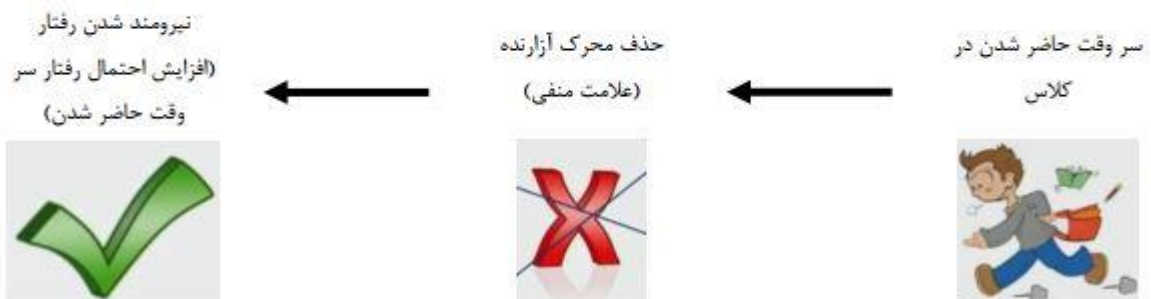 سر وقت حاضر شدن در
کلاس
حذف محرک آزارنده
(علامت منفی)
نیرومند شدن رفتار
(افزایش احتمال رفتار سر
وقت حاضر شدن)